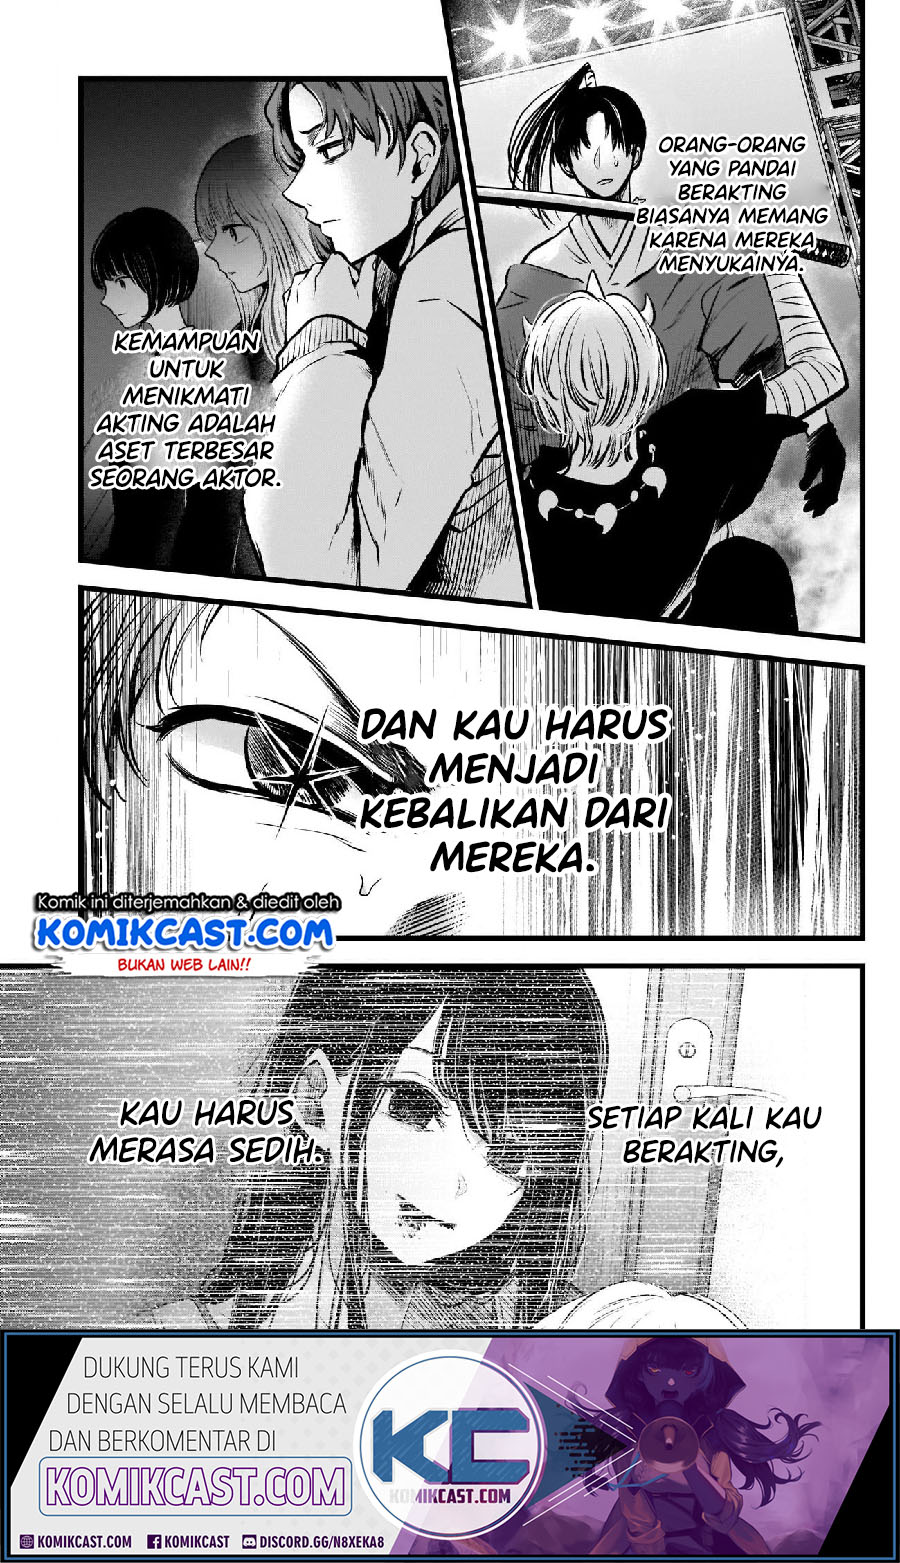 ORANG-ORANG
YANG PANDAI
BERAKTING
BIASANYA MEMANG
KARENA MEREKA
MENYUKAINYA.
KEMAMPUAN
UNTUK
MENIKMATI
AKTING ADALAH
ASET TERBESAR
SEORANG AKTOR.
DAN KAU HARUS
MENJADI
KEBALIKAN DARI
MEREKA.
Komik ini diterjemahkan & diedit oleh
KOMIKCAST.COM
BUKAN WEB LAIN!!
SETIAP KALI KAU
BERAKTING,
KAU HARUS
MERASA SEDIH.
DUKUNG TERUS KAMI
DENGAN SELALU MEMBACA
DAN BERKOMENTAR DI
KOMIKCAST.COM
KC
KOMIKCAST.COM
KOMIKCAST.COM
KOMIKCAST
DISCORD.GG/N8XEKA8